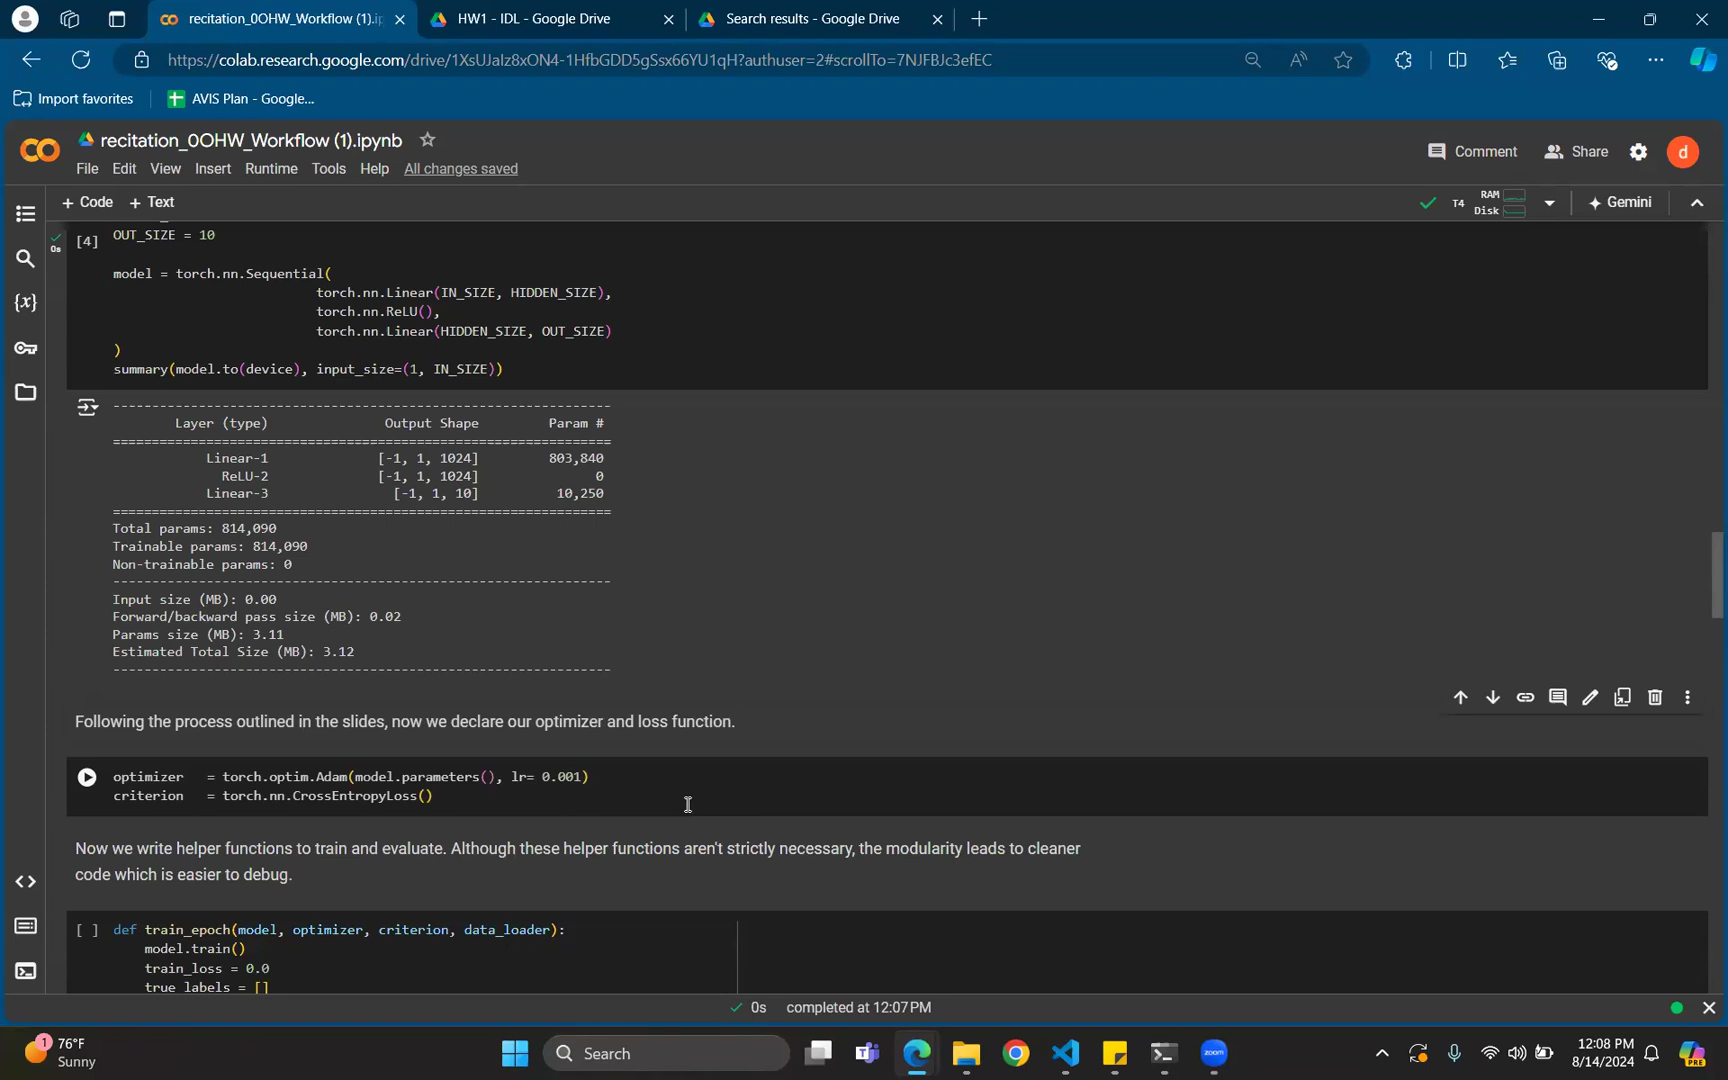 recitation_0OHW_Workflow (1).ip
HW1 - IDL - Google Drive
Search results - Google Drive
https://colab.research.google.com/drive/1XsUJaIz8xON4-1HfbGDD5gSsx66YU1qH?authuser=2#scrollTo=7NJFBJc3efEC
Import favorites
AVIS Plan - Google...
recitation_0OHW_Workflow (1).ipynb
Comment
Share
d
File Edit View Insert Runtime Tools Help All changes saved
+ Code + Text
T4
RAM
Disk
Gemini
0s
[4]
OUT_SIZE = 10
model = torch.nn.Sequential(
torch.nn.Linear(IN_SIZE, HIDDEN_SIZE),
torch.nn.ReLU(),
torch.nn.Linear(HIDDEN_SIZE, OUT_SIZE)
)
summary(model.to(device), input_size=(1, IN_SIZE))
----------------------------------------------------------------
Layer (type) Output Shape Param #
================================================================
Linear-1 [-1, 1, 1024] 803,840
ReLU-2 [-1, 1, 1024] 0
Linear-3 [-1, 1, 10] 10,250
================================================================
Total params: 814,090
Trainable params: 814,090
Non-trainable params: 0
----------------------------------------------------------------
Input size (MB): 0.00
Forward/backward pass size (MB): 0.02
Params size (MB): 3.11
Estimated Total Size (MB): 3.12
----------------------------------------------------------------
Following the process outlined in the slides, now we declare our optimizer and loss function.
optimizer = torch.optim.Adam(model.parameters(), lr= 0.001)
criterion = torch.nn.CrossEntropyLoss()
Now we write helper functions to train and evaluate. Although these helper functions aren't strictly necessary, the modularity leads to cleaner
code which is easier to debug.
[ ] def train_epoch(model, optimizer, criterion, data_loader):
model.train()
train_loss = 0.0
true_labels = []
0s completed at 12:07 PM
1
76°F
Sunny
Search
zoom
12:08 PM
8/14/2024
PRE